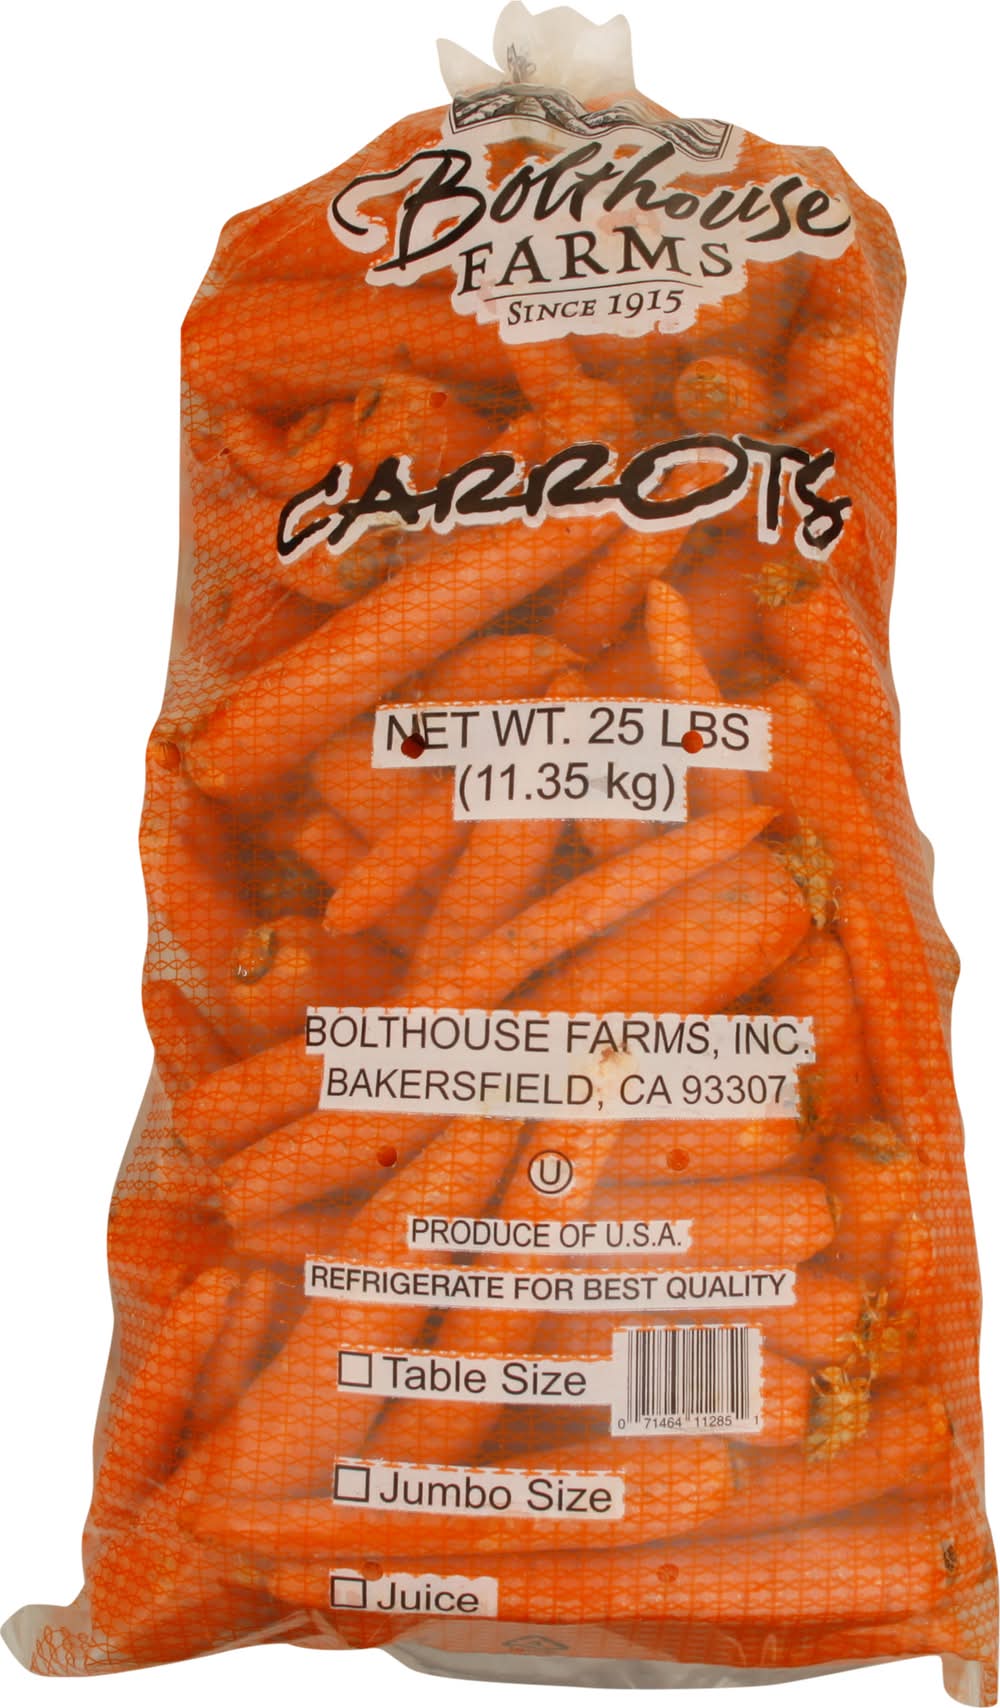 Bolthouse
FARMS
SINCE 1915
CARROTS
NET WT. 25 LBS
(11.35 kg)
BOLTHOUSE FARMS, INC.
BAKERSFIELD, CA 93307
U
PRODUCE OF U.S.A.
REFRIGERATE FOR BEST QUALITY
Table Size
0 71464 11285 1
Jumbo Size
Juice